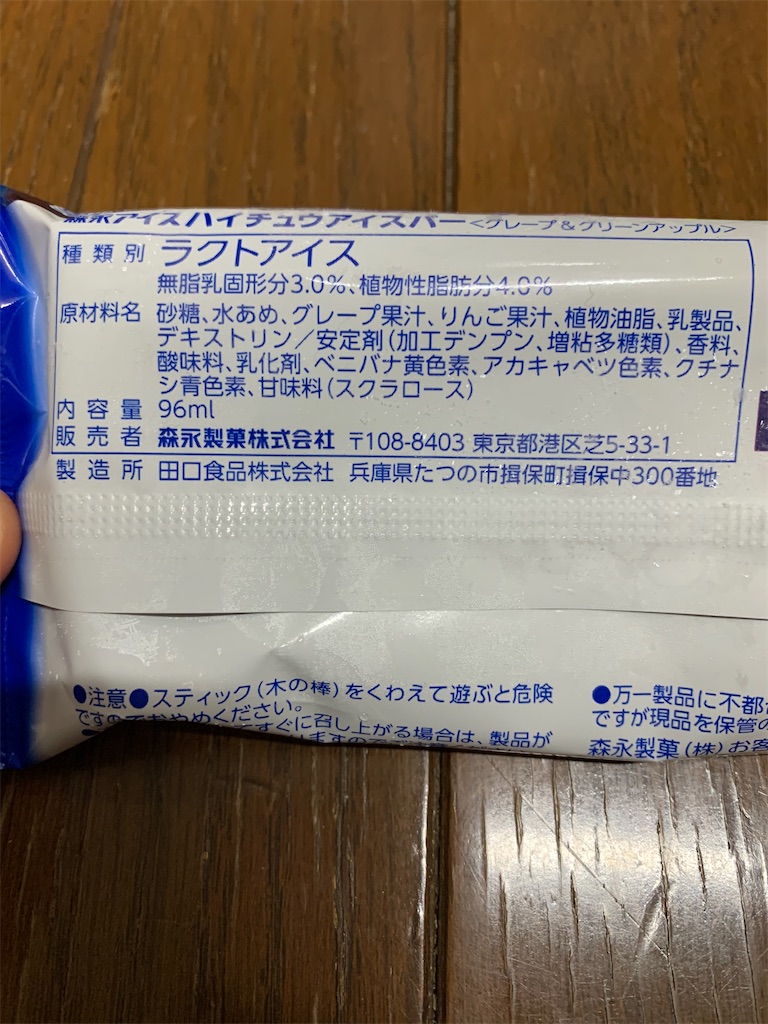 森永アイスハイチュウアイスバー<グレープ&グリーンアップル>
種類別 ラクトアイス
無脂乳固形分3.0%、植物性脂肪分4.0%
原材料名 砂糖、水あめ、グレープ果汁、りんご果汁、植物油脂、乳製品、
デキストリン/安定剤(加工デンプン、増粘多糖類)、香料、
酸味料、乳化剤、ベニバナ黄色素、アカキャベツ色素、クチナ
シ青色素、甘味料(スクラロース)
内容量 96ml
販売者 森永製菓株式会社 〒108-8403 東京都港区芝5-33-1
製造所 田口食品株式会社 兵庫県たつの市揖保町揖保中300番地
●注意●スティック(木の棒)をくわえて遊ぶと危険
ですのでおやめください。
すぐに召し上がる場合は、製品が
●万一製品に不都
ですが現品を保管の
森永製菓(株)お客